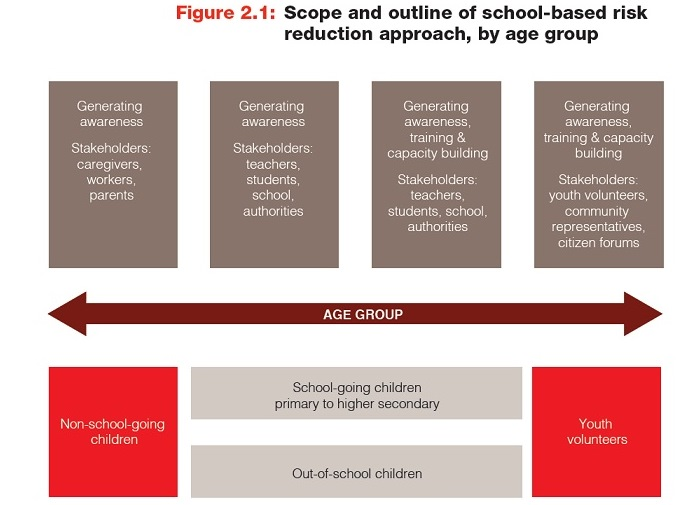 Figure 2.1: Scope and outline of school-based risk
reduction approach, by age group
Generating
awareness
Stakeholders:
caregivers,
workers,
parents
Generating
awareness
Stakeholders:
teachers,
students,
school,
authorities
Generating
awareness,
training &
capacity building
Stakeholders:
teachers,
students, school,
authorities
Generating
awareness,
training & capacity
building
Stakeholders:
youth volunteers,
community
representatives,
citizen forums
AGE GROUP
Non-school-going
children
School-going children
primary to higher secondary
Out-of-school children
Youth
volunteers